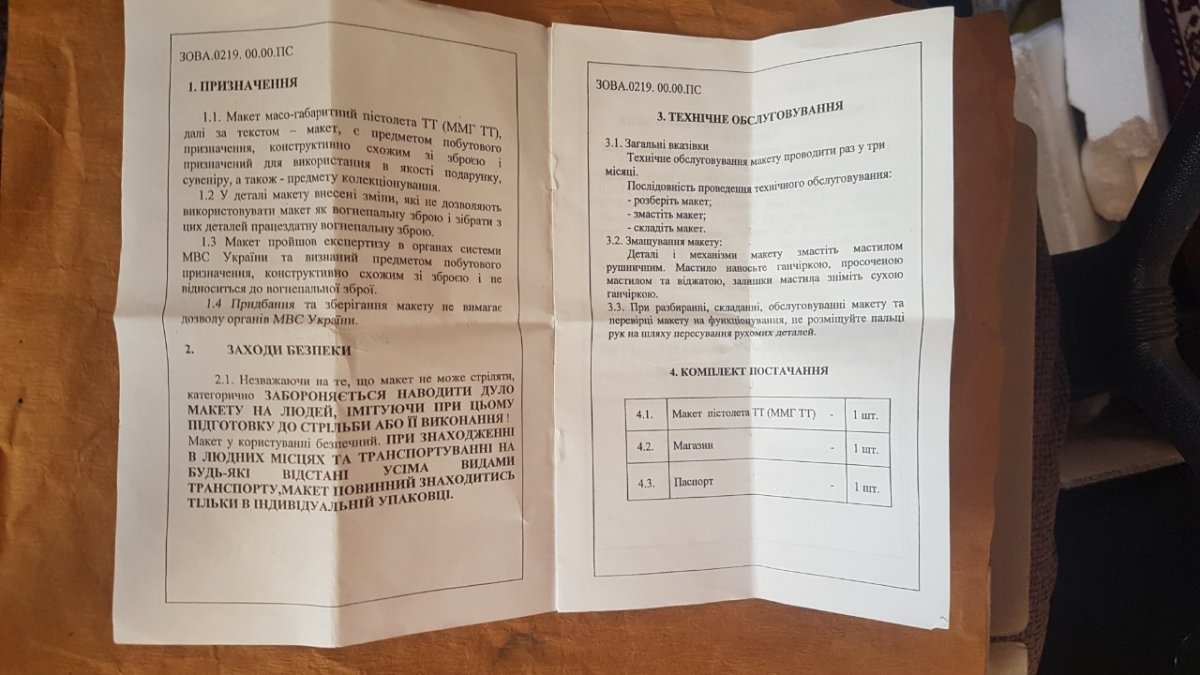 ЗОВА.0219. 00.00.ПС
1. ПРИЗНАЧЕННЯ
1.1. Макет масо-габаритний пістолета ТТ (ММГ ТТ),
далі за текстом – макет, є предметом побутового
призначення, конструктивно схожим зі зброєю і
призначений для використання в якості подарунку,
сувеніру, а також - предмету колекціонування.
1.2 У деталі макету внесені зміни, які не дозволяють
використовувати макет як вогнепальну зброю і зібрати з
цих деталей працездатну вогнепальну зброю.
1.3 Макет пройшов експертизу в органах системи
МВС України та визнаний предметом побутового
призначення, конструктивно схожим зі зброєю і не
відноситься до вогнепальної зброї.
1.4 Придбання та зберігання макету не вимагає
дозволу органів МВС України.
2. ЗАХОДИ БЕЗПЕКИ
2.1. Незважаючи на те, що макет не може стріляти,
категорично ЗАБОРОНЯЄТЬСЯ НАВОДИТИ ДУЛО
МАКЕТУ НА ЛЮДЕЙ, ІМІТУЮЧИ ПРИ ЦЬОМУ
ПІДГОТОВКУ ДО СТРІЛЬБИ АБО ЇЇ ВИКОНАННЯ !
Макет у користуванні безпечний. ПРИ ЗНАХОДЖЕННІ
В ЛЮДНИХ МІСЦЯХ ТА ТРАНСПОРТУВАННІ НА
БУДЬ-ЯКІ ВІДСТАНІ УСІМА ВИДАМИ
ТРАНСПОРТУ,МАКЕТ ПОВИННИЙ ЗНАХОДИТИСЬ
ТІЛЬКИ В ІНДИВІДУАЛЬНІЙ УПАКОВЦІ.
ЗОВА.0219. 00.00.ПС
3. ТЕХНІЧНЕ ОБСЛУГОВУВАННЯ
3.1. Загальні вказівки
Технічне обслуговування макету проводити раз у три
місяці.
Послідовність проведення технічного обслуговування:
- розберіть макет;
- змастіть макет;
- складіть макет.
3.2. Змащування макету:
Деталі і механізми макету змастіть мастилом
рушничним. Мастило наносьте ганчіркою, просоченою
мастилом та віджатою, залишки мастила зніміть сухою
ганчіркою.
3.3. При разбиранні, складанні, обслуговуванні макету та
перевірці макету на функціонування, не розміщуйте пальці
рук на шляху пересування рухомих деталей.
4. КОМПЛЕКТ ПОСТАЧАННЯ
4.1. Макет пістолета ТТ (ММГ ТТ) - 1 шт.
4.2. Магазин - 1 шт.
4.3. Паспорт - 1 шт.